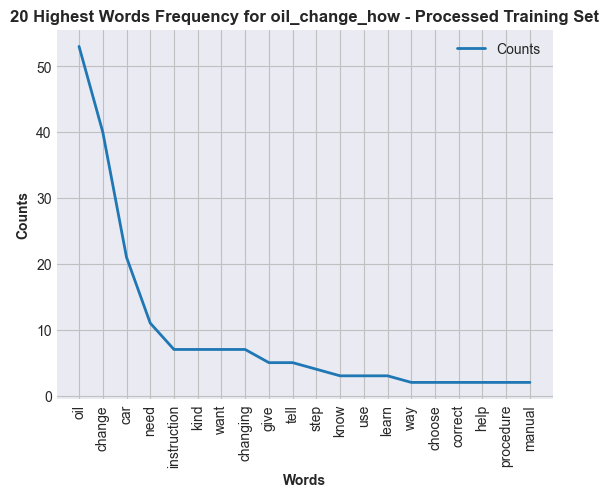 20 Highest Words Frequency for oil_change_how - Processed Training Set
Counts
Counts
50
40
30
20
10
0
oil
change
car
need
instruction
kind
want
changing
give
tell
step
know
use
learn
way
choose
correct
help
procedure
manual
Words